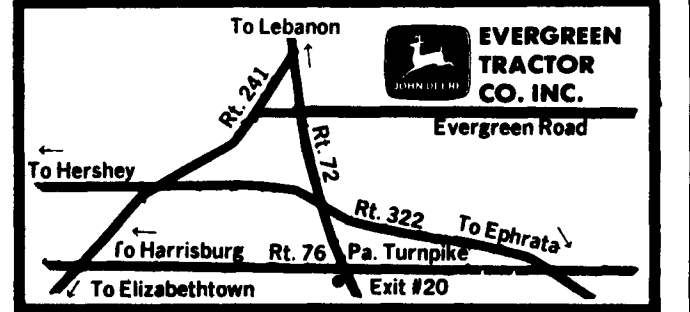 To Lebanon
EVERGREEN
TRACTOR
CO. INC.
JOHN DEERE
Rt. 241
Evergreen Road
Rt. 72
To Hershey
Rt. 322
To Ephrata
To Harrisburg
Rt. 76
Pa. Turnpike
To Elizabethtown
Exit #20